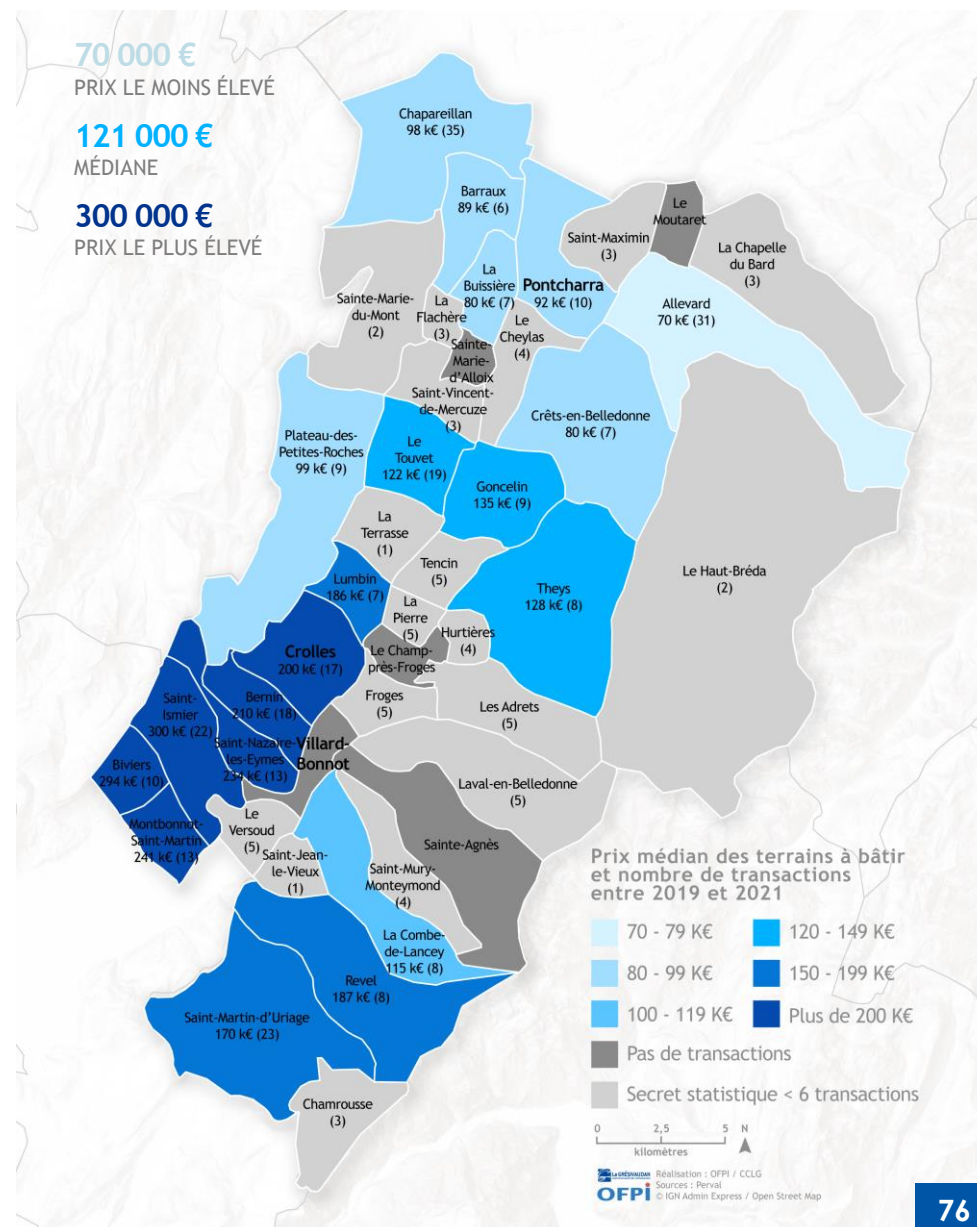 70 000 €
PRIX LE MOINS ÉLEVÉ
121 000 €
MÉDIANE
300 000 €
PRIX LE PLUS ÉLEVÉ
Chapareillan
98 k€ (35)
Barraux
89 k€ (6)
La
Buissière
80 k€ (7)
Pontcharra
92 k€ (10)
Saint-Maximin
(3)
Le
Moutaret
La Chapelle
du Bard
(3)
Allevard
70 k€ (31)
Sainte-Marie-
du-Mont
(2)
La
Flachère
(3)
Le
Cheylas
(4)
Sainte-
Marie-
d'Alloix
Saint-Vincent-
de-Mercuze
(3)
Crêts-en-Belledonne
80 k€ (7)
Plateau-des-
Petites-Roches
99 k€ (9)
Le
Touvet
122 k€ (19)
Goncelin
135 k€ (9)
La
Terrasse
(1)
Tencin
(5)
Theys
128 k€ (8)
Le Haut-Bréda
(2)
Lumbin
186 k€ (7)
La
Pierre
(5)
Hurtières
(4)
Le Champ-
près-Froges
Crolles
200 k€ (17)
Froges
(5)
Les Adrets
(5)
Bernin
210 k€ (18)
Saint-
Ismier
300 k€ (22)
Saint-Nazaire-
les-Eymes
234 k€ (13)
Villard-
Bonnot
Biviers
294 k€ (10)
Laval-en-Belledonne
(5)
Montbonnot-
Saint-Martin
241 k€ (13)
Le
Versoud
(5)
Saint-Jean-
le-Vieux
(1)
Sainte-Agnès
Saint-Mury-
Monteymond
(4)
La Combe-
de-Lancey
115 k€ (8)
Revel
187 k€ (8)
Saint-Martin-d'Uriage
170 k€ (23)
Chamrousse
(3)
Prix médian des terrains à bâtir
et nombre de transactions
entre 2019 et 2021
70 - 79 K€
120 - 149 K€
80 - 99 K€
150 - 199 K€
100 - 119 K€
Plus de 200 K€
Pas de transactions
Secret statistique < 6 transactions
0 2,5 5 N
kilomètres
LE GRÉSIVAUDAN
OFPI
Réalisation : OFPI / CCLG
Sources : Perval
© IGN Admin Express / Open Street Map
76